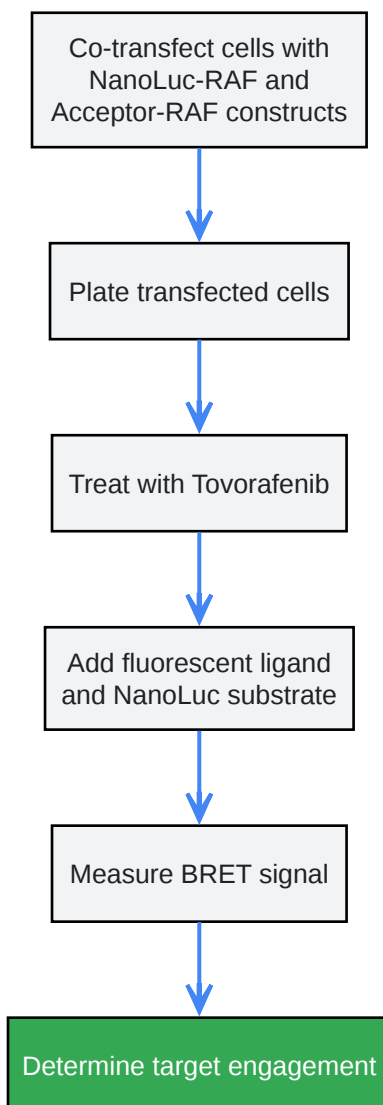 Co-transfect cells with
NanoLuc-RAF and
Acceptor-RAF constructs
Plate transfected cells
Treat with Tovorafenib
Add fluorescent ligand
and NanoLuc substrate
Measure BRET signal
Determine target engagement